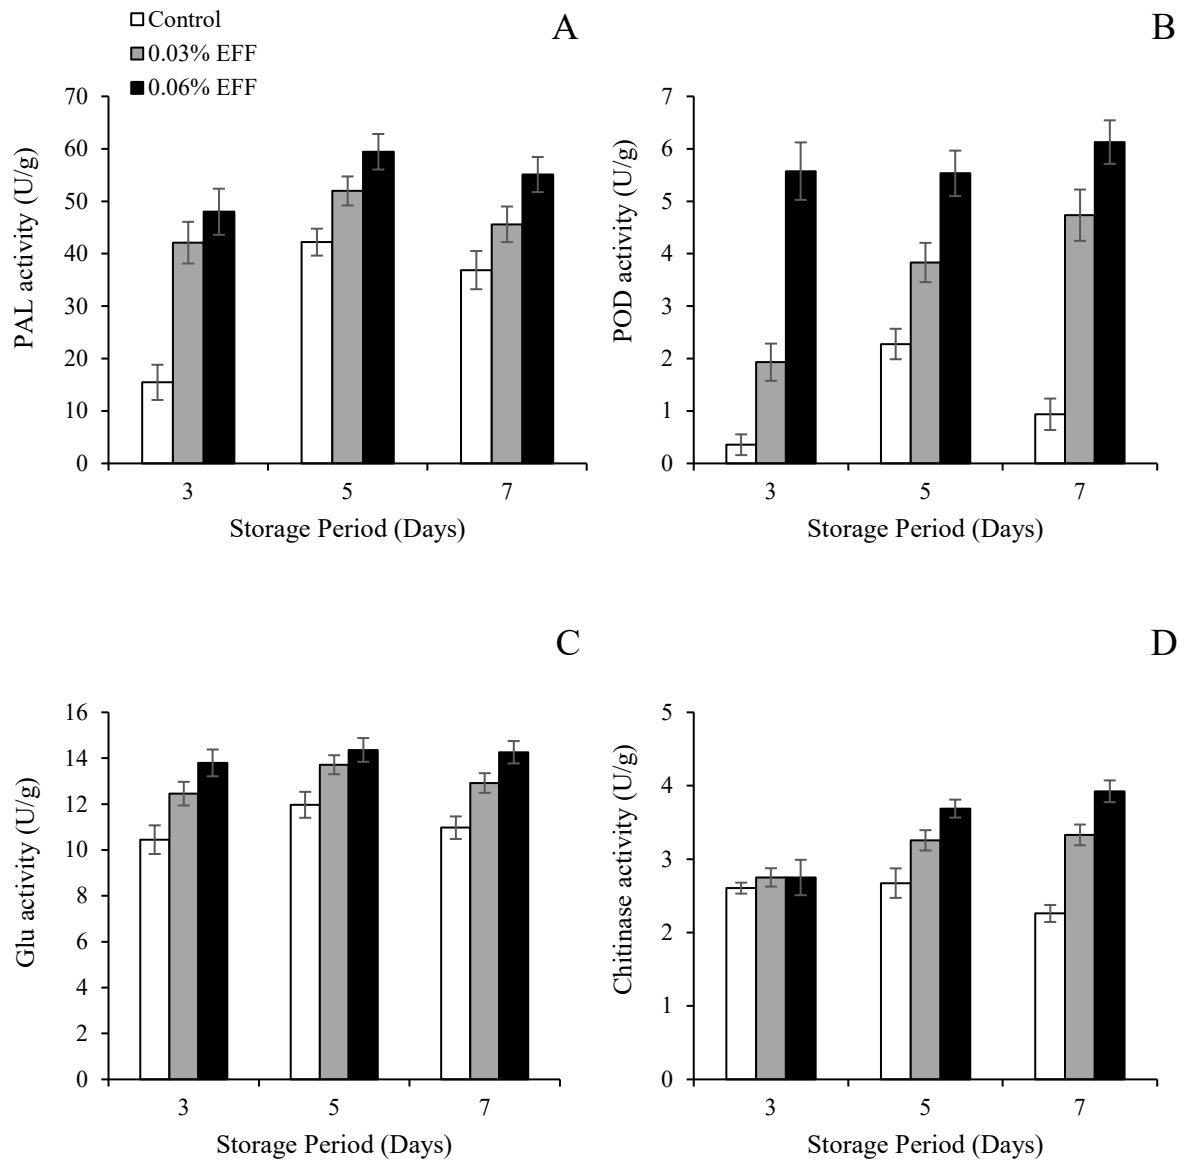 Control
0.03% EFF
0.06% EFF
A
PAL activity (U/g)
70
60
50
40
30
20
10
0
3 5 7
Storage Period (Days)
B
POD activity (U/g)
7
6
5
4
3
2
1
0
3 5 7
Storage Period (Days)
C
Glu activity (U/g)
16
14
12
10
8
6
4
2
0
3 5 7
Storage Period (Days)
D
Chitinase activity (U/g)
5
4
3
2
1
0
3 5 7
Storage Period (Days)